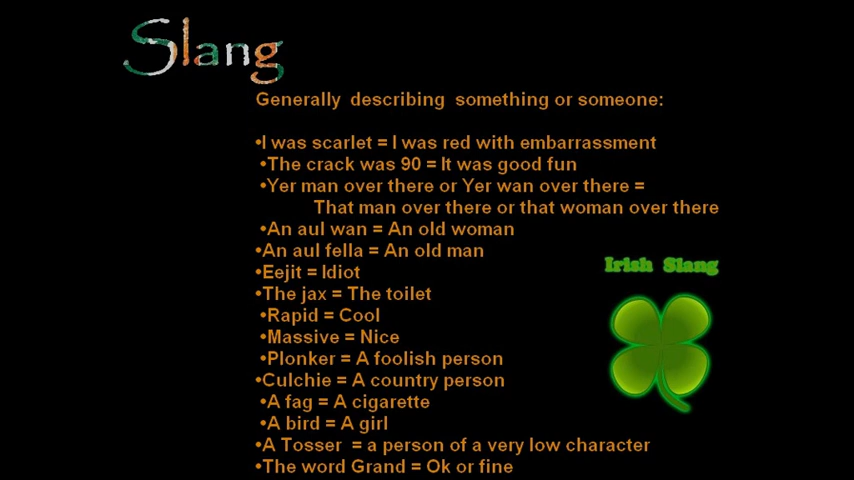 Slang
Generally describing something or someone:
•I was scarlet = I was red with embarrassment
•The crack was 90 = It was good fun
•Yer man over there or Yer wan over there =
That man over there or that woman over there
•An aul wan = An old woman
•An aul fella = An old man
•Eejit = Idiot
•The jax = The toilet
•Rapid = Cool
•Massive = Nice
•Plonker = A foolish person
•Culchie = A country person
•A fag = A cigarette
•A bird = A girl
•A Tosser = a person of a very low character
•The word Grand = Ok or fine
Irish Slang